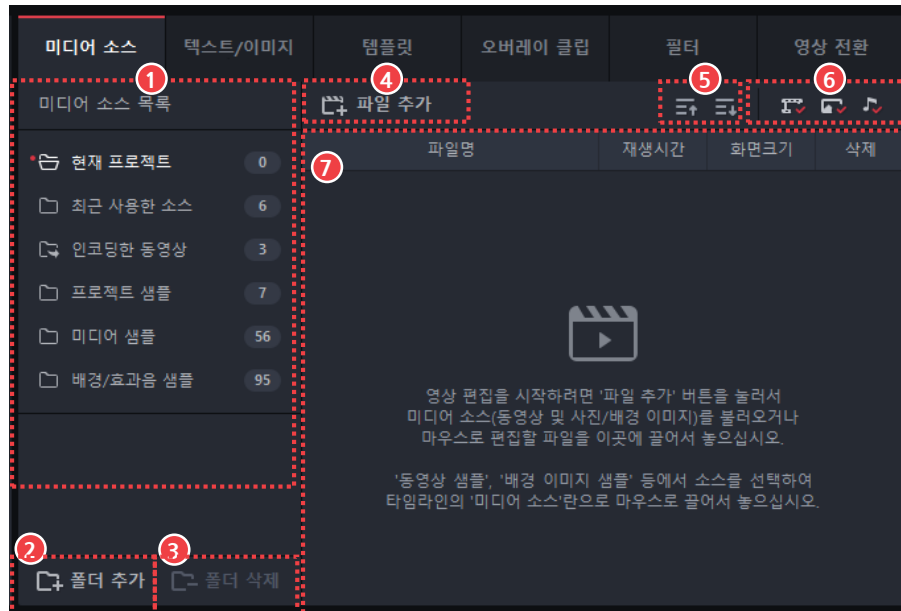 미디어 소스
텍스트/이미지
템플릿
오버레이 클립
필터
영상 전환
1
4
5
6
미디어 소스 목록
파일 추가
7
파일명
재생시간
화면크기
삭제
현재 프로젝트 0
최근 사용한 소스 6
인코딩한 동영상 3
프로젝트 샘플 7
미디어 샘플 56
배경/효과음 샘플 95
영상 편집을 시작하려면 '파일 추가' 버튼을 눌러서
미디어 소스(동영상 및 사진/배경 이미지)를 불러오거나
마우스로 편집할 파일을 이곳에 끌어서 놓으십시오.
'동영상 샘플', '배경 이미지 샘플' 등에서 소스를 선택하여
타임라인의 '미디어 소스'란으로 마우스로 끌어서 놓으십시오.
2
3
폴더 추가
폴더 삭제